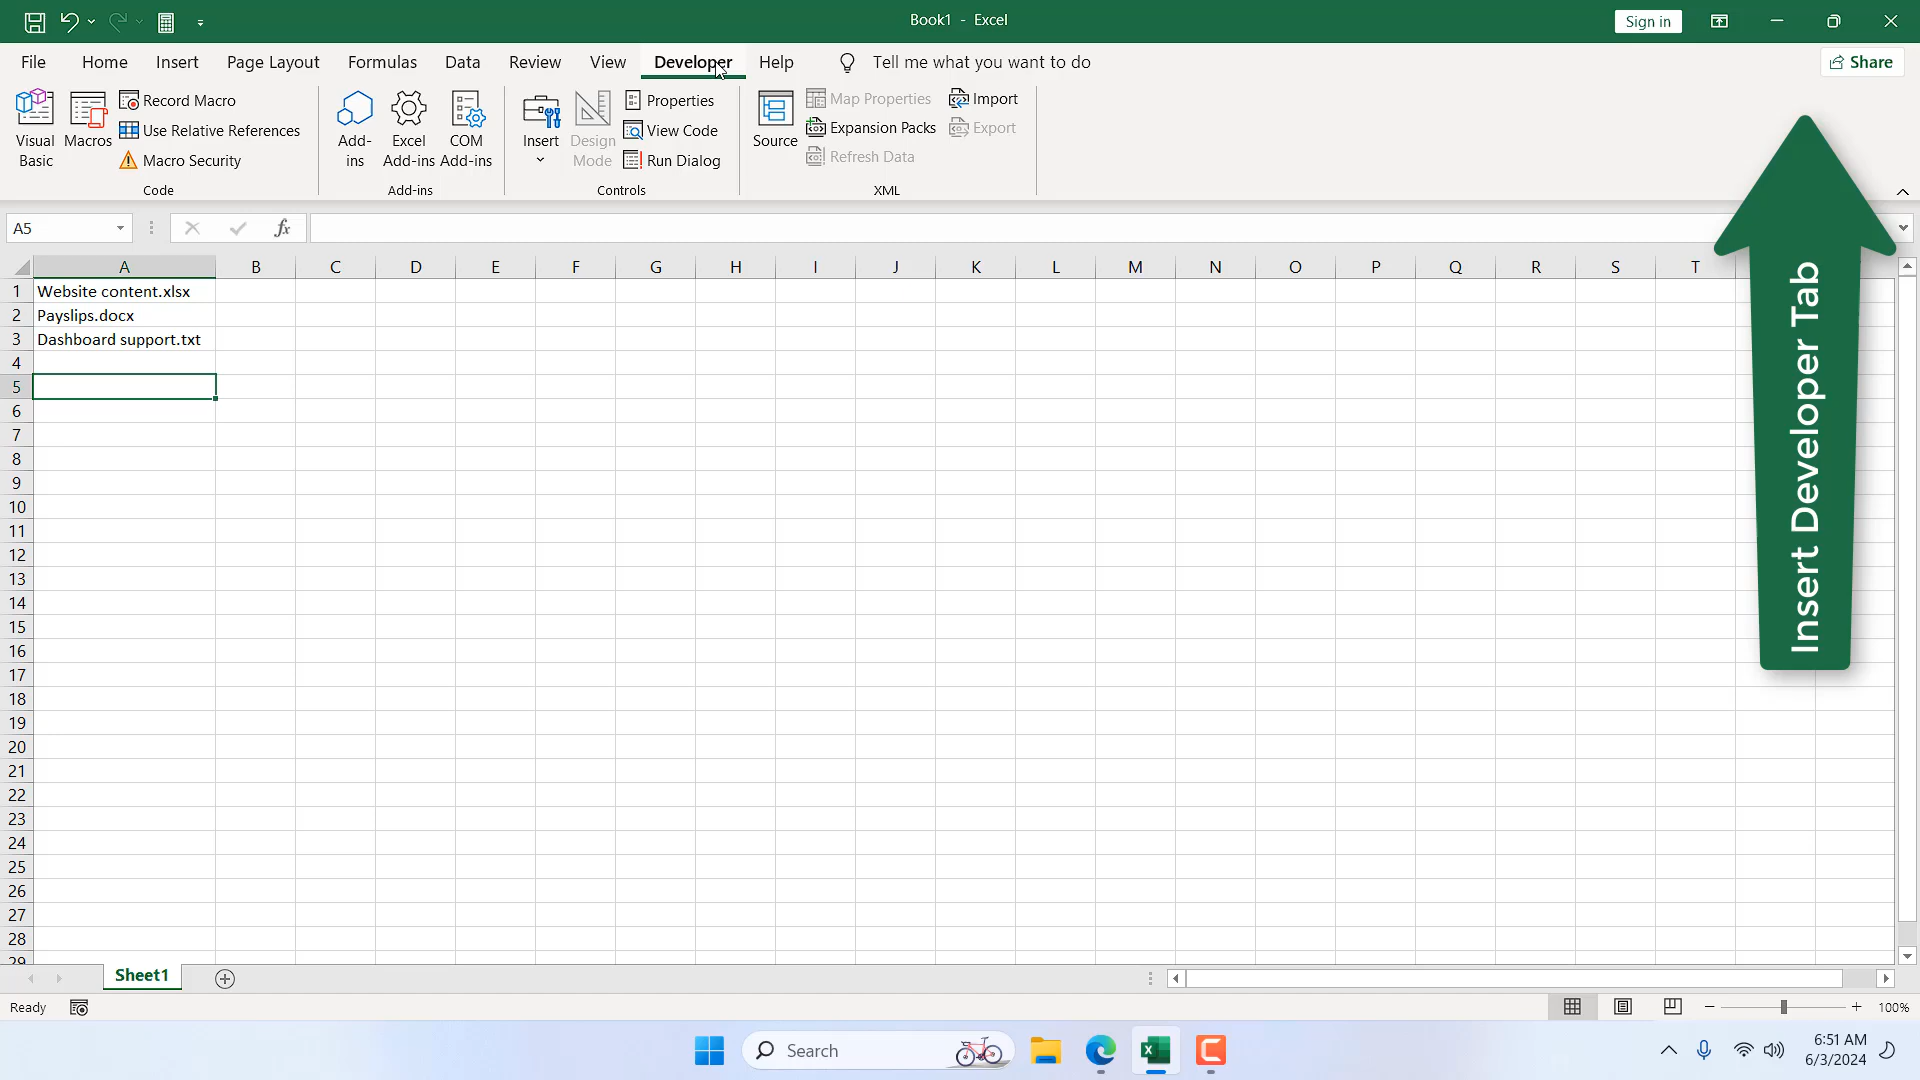 Book1 - Excel
Sign in
File Home Insert Page Layout Formulas Data Review View Developer Help Tell me what you want to do Share
Visual Basic
Macros
Record Macro
Use Relative References
Macro Security
Code
Add-ins
Excel Add-ins
COM Add-ins
Add-ins
Insert
Design Mode
Properties
View Code
Run Dialog
Controls
Source
Map Properties
Expansion Packs
Refresh Data
Import
Export
XML
A5
fx
A B C D E F G H I J K L M N O P Q R S T
1 Website content.xlsx
2 Payslips.docx
3 Dashboard support.txt
4
5
6
7
8
9
10
11
12
13
14
15
16
17
18
19
20
21
22
23
24
25
26
27
28
29
Insert Developer Tab
Sheet1
Ready
100%
Search
6:51 AM
6/3/2024